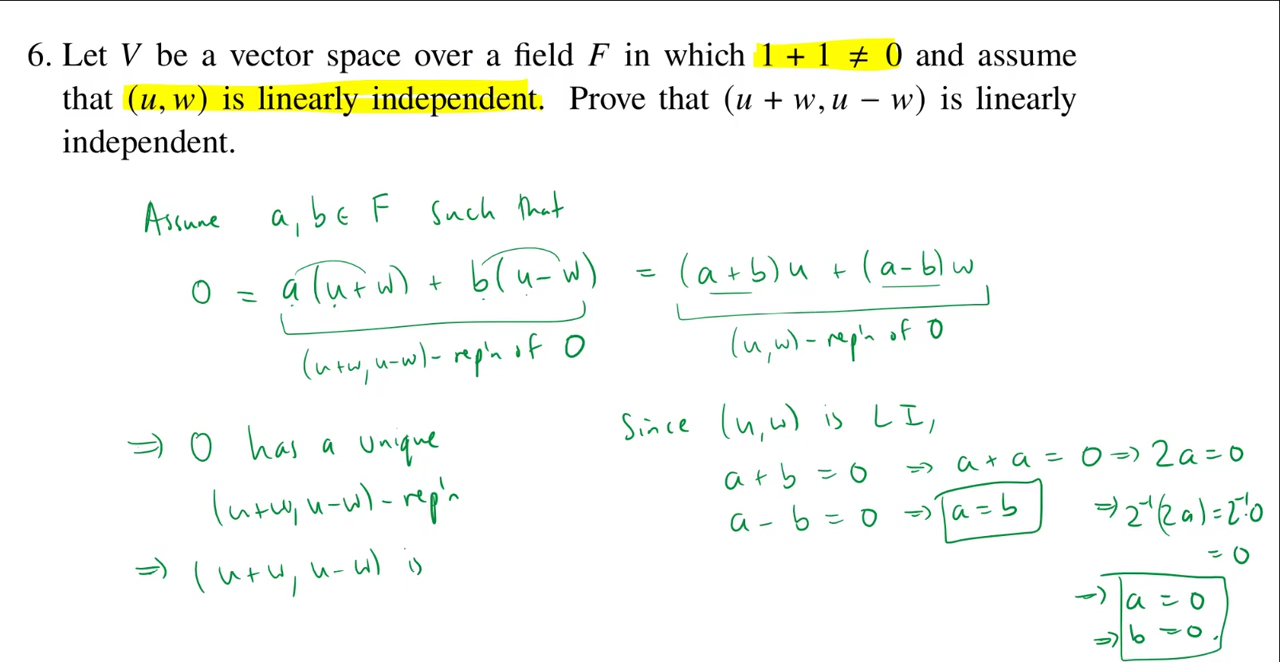 6. Let V be a vector space over a field F in which 1 + 1 ≠ 0 and assume
that (u, w) is linearly independent. Prove that (u + w, u − w) is linearly
independent.
Assume a, b ∈ F such that
0 = a(u+w) + b(u−w) = (a+b)u + (a−b)w
(u+w, u−w) – rep'n of 0
(u,w) – rep'n of 0
Since (u,w) is LI,
a + b = 0 ⇒ a + a = 0 ⇒ 2a = 0
a − b = 0 ⇒ a = b
⇒ 2⁻¹(2a) = 2⁻¹·0
= 0
⇒ a = 0
⇒ b = 0.
⇒ 0 has a unique
(u+w, u−w) – rep'n
⇒ (u+w, u−w) is